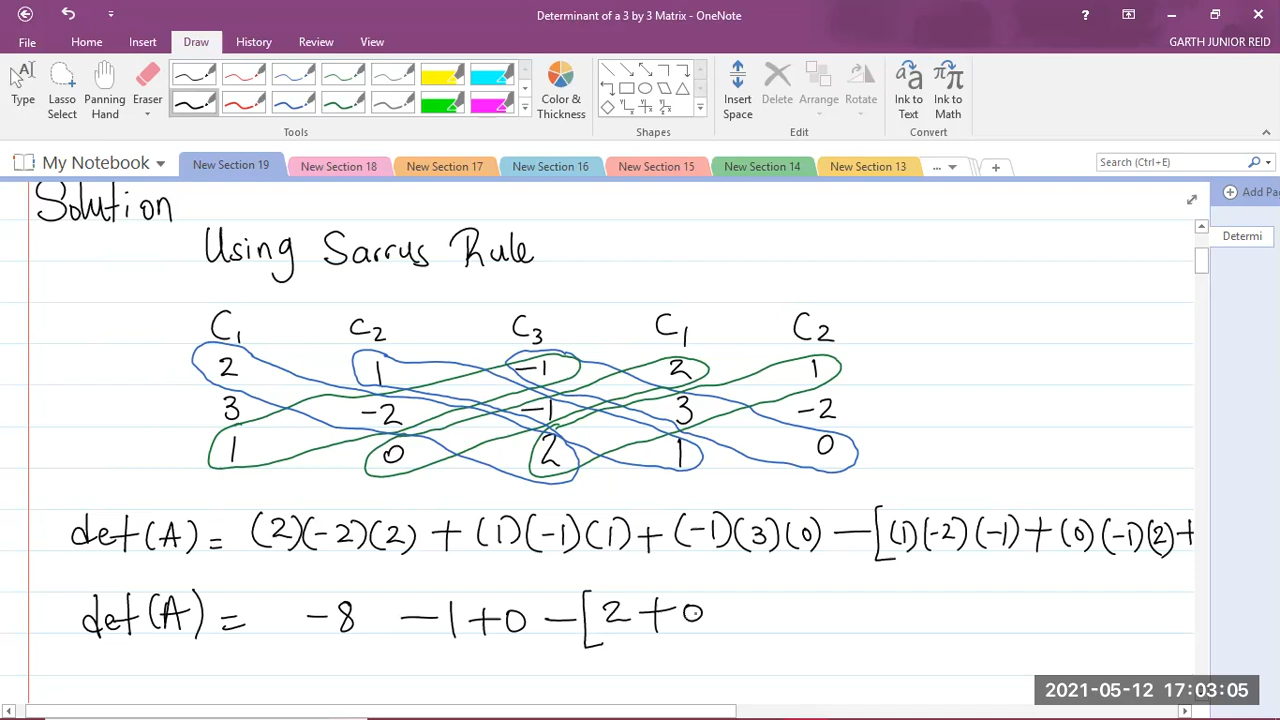 Determinant of a 3 by 3 Matrix - OneNote
?
File Home Insert Draw History Review View
GARTH JUNIOR REID
Type
Lasso Select
Panning Hand
Eraser
Color & Thickness
Insert Space
Delete
Arrange
Rotate
Ink to Text
Ink to Math
Tools Shapes Edit Convert
My Notebook New Section 19 New Section 18 New Section 17 New Section 16 New Section 15 New Section 14 New Section 13 ... + Search (Ctrl+E)
Add Pa
Determi
Solution
Using Sarrus Rule
C1 C2 C3 C1 C2
2 1 -1 2 1
3 -2 -1 3 -2
1 0 2 1 0
det(A) = (2)(-2)(2) + (1)(-1)(1) + (-1)(3)(0) - [(1)(-2)(-1) + (0)(-1)(2) +
det(A) = -8 -1 + 0 - [2 + 0
2021-05-12 17:03:05